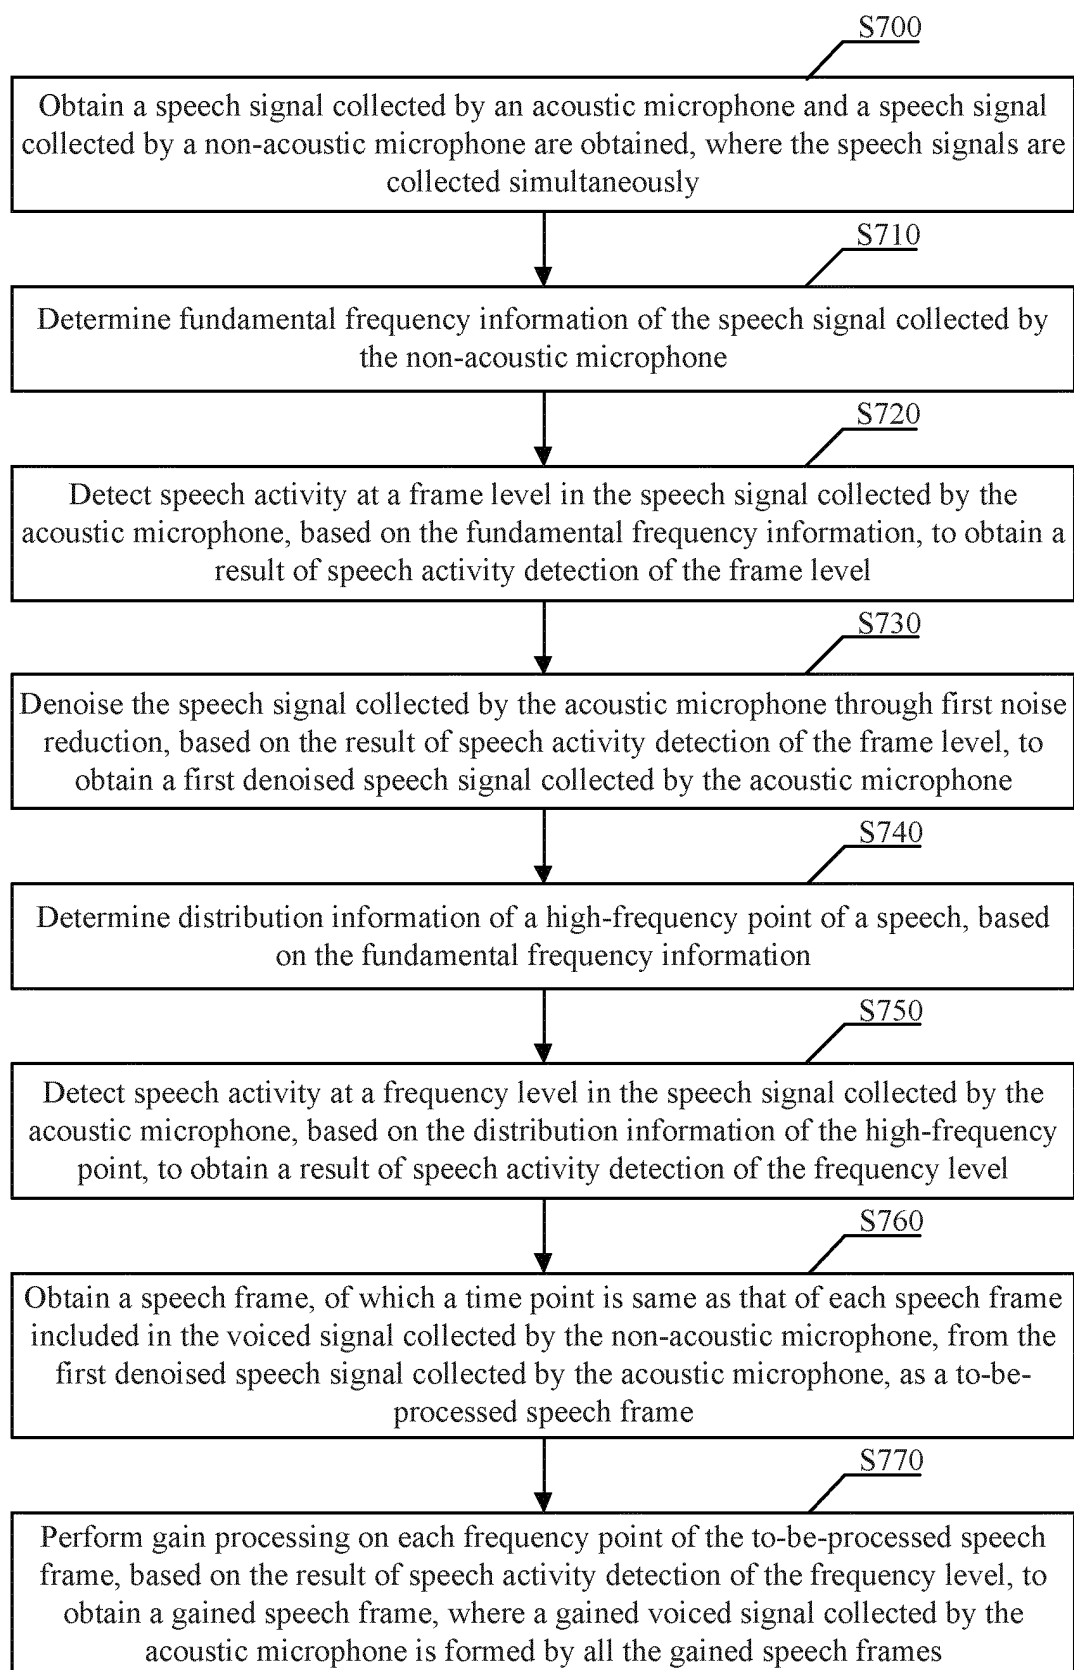 S700
Obtain a speech signal collected by an acoustic microphone and a speech signal
collected by a non-acoustic microphone are obtained, where the speech signals are
collected simultaneously
S710
Determine fundamental frequency information of the speech signal collected by
the non-acoustic microphone
S720
Detect speech activity at a frame level in the speech signal collected by the
acoustic microphone, based on the fundamental frequency information, to obtain a
result of speech activity detection of the frame level
S730
Denoise the speech signal collected by the acoustic microphone through first noise
reduction, based on the result of speech activity detection of the frame level, to
obtain a first denoised speech signal collected by the acoustic microphone
S740
Determine distribution information of a high-frequency point of a speech, based
on the fundamental frequency information
S750
Detect speech activity at a frequency level in the speech signal collected by the
acoustic microphone, based on the distribution information of the high-frequency
point, to obtain a result of speech activity detection of the frequency level
S760
Obtain a speech frame, of which a time point is same as that of each speech frame
included in the voiced signal collected by the non-acoustic microphone, from the
first denoised speech signal collected by the acoustic microphone, as a to-be-
processed speech frame
S770
Perform gain processing on each frequency point of the to-be-processed speech
frame, based on the result of speech activity detection of the frequency level, to
obtain a gained speech frame, where a gained voiced signal collected by the
acoustic microphone is formed by all the gained speech frames